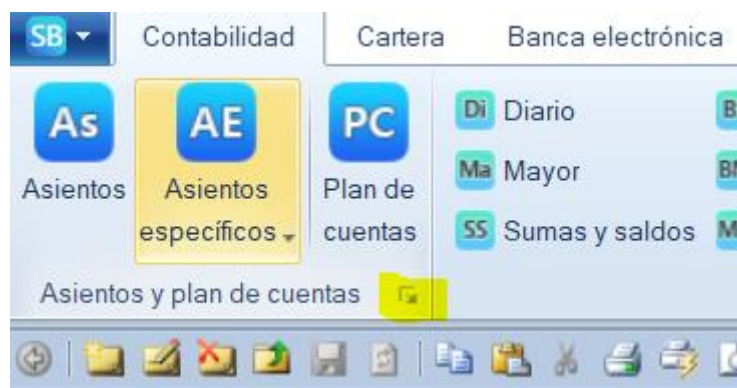 SB Contabilidad Cartera Banca electrónica
As AE PC Di Diario
Asientos Asientos específicos Plan de cuentas Ma Mayor
SS Sumas y saldos
Asientos y plan de cuentas